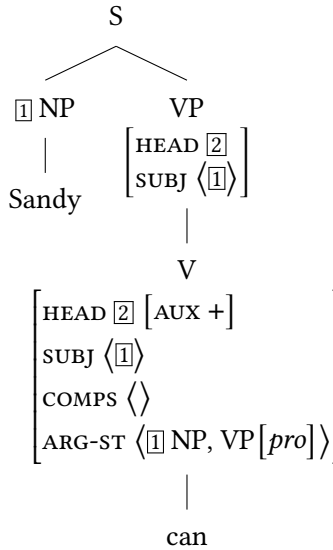 S
1 NP VP
HEAD 2
SUBJ ⟨1⟩
Sandy
V
HEAD 2 [AUX +]
SUBJ ⟨1⟩
COMPS ⟨⟩
ARG-ST ⟨1 NP, VP[pro]⟩
can